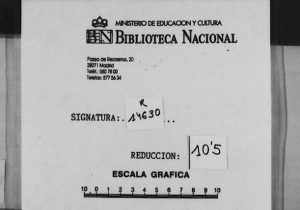 MINISTERIO DE EDUCACION Y CULTURA
BN BIBLIOTECA NACIONAL
Paseo de Recoletos, 20
28071 Madrid
Teléf.: 580 78 00
Telefax: 577 56 34
R
SIGNATURA:. 14630 ..
REDUCCION: 10'5
ESCALA GRAFICA
10 0 1 2 3 4 5 6 7 8 9 10